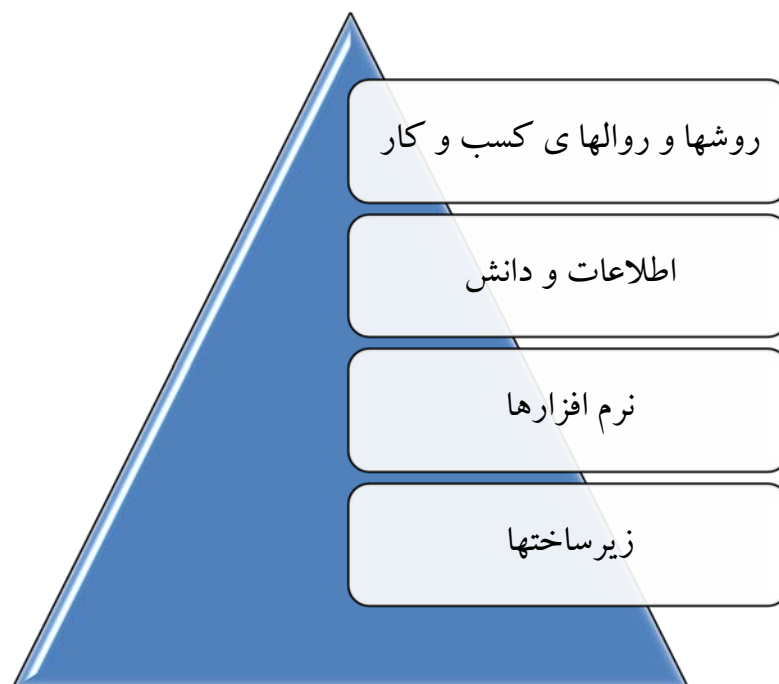 روشها و روالها ی کسب و کار
اطلاعات و دانش
نرم افزارها
زیرساختها